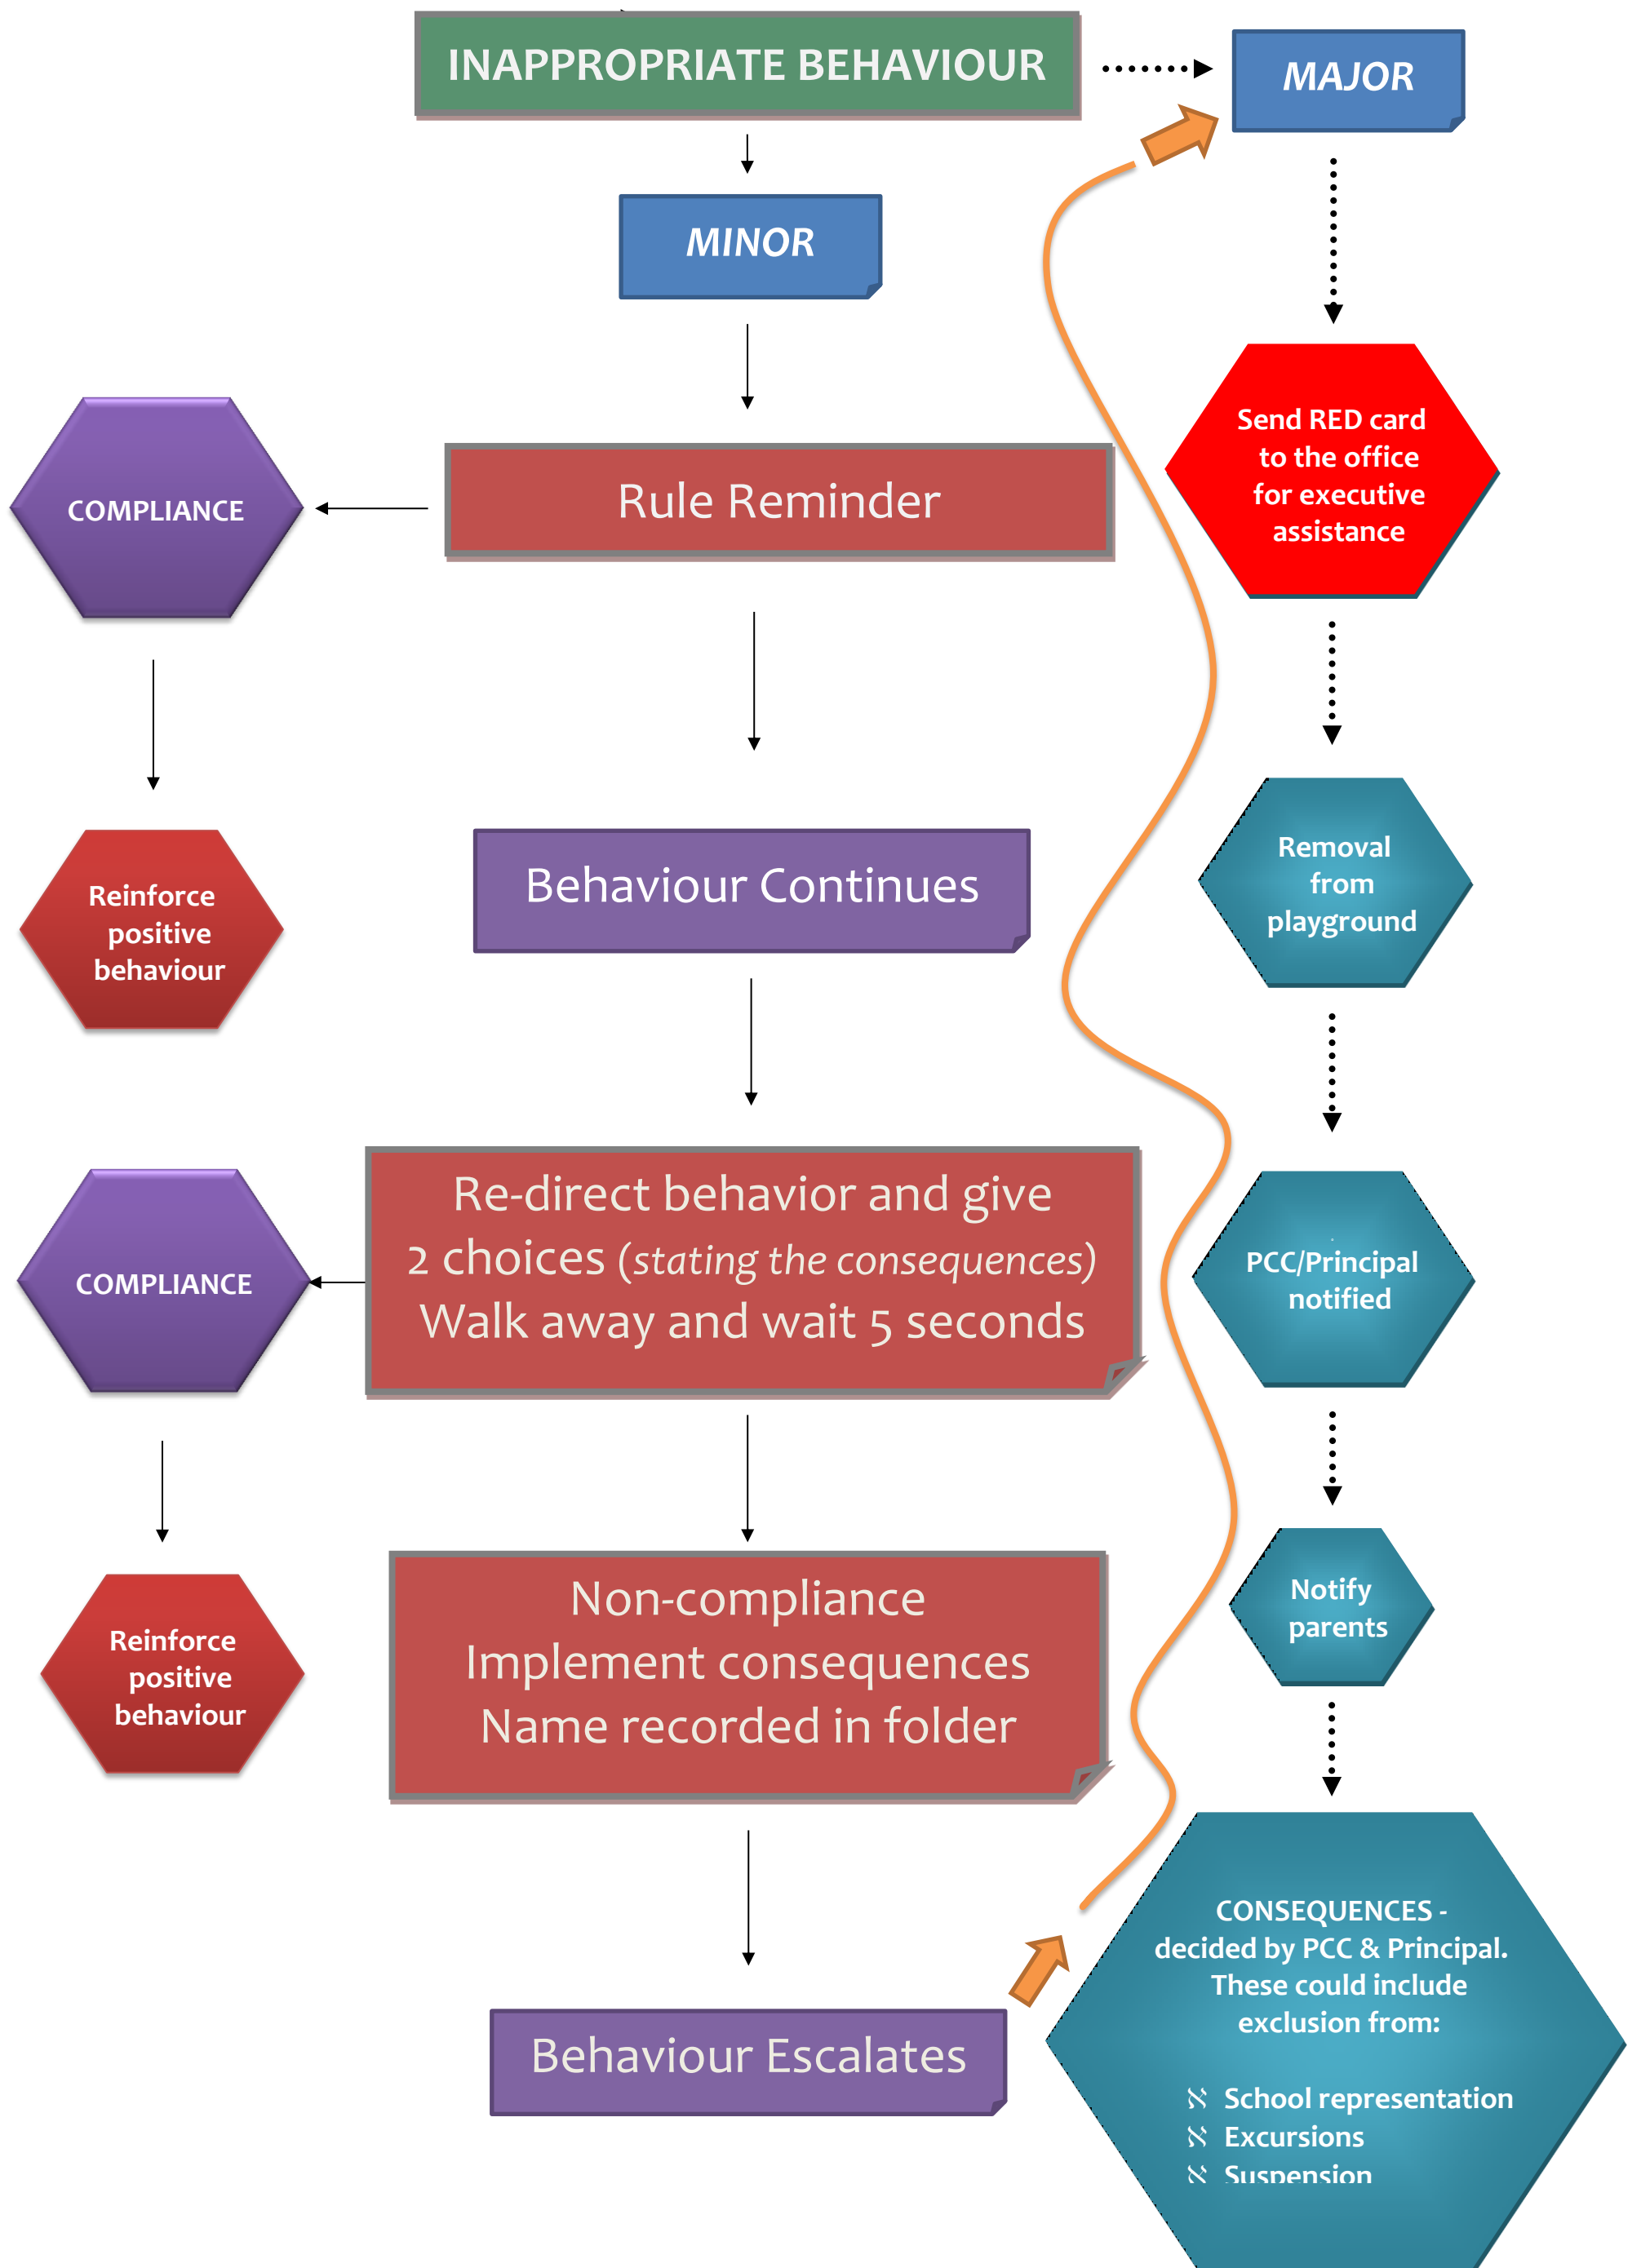 INAPPROPRIATE BEHAVIOUR
MAJOR
MINOR
Send RED card
to the office
for executive
assistance
COMPLIANCE
Rule Reminder
Reinforce
positive
behaviour
Behaviour Continues
Removal
from
playground
COMPLIANCE
Re-direct behavior and give
2 choices (stating the consequences)
Walk away and wait 5 seconds
PCC/Principal
notified
Reinforce
positive
behaviour
Non-compliance
Implement consequences
Name recorded in folder
Notify
parents
Behaviour Escalates
CONSEQUENCES -
decided by PCC & Principal.
These could include
exclusion from:
ℵ School representation
ℵ Excursions
ℵ Suspension